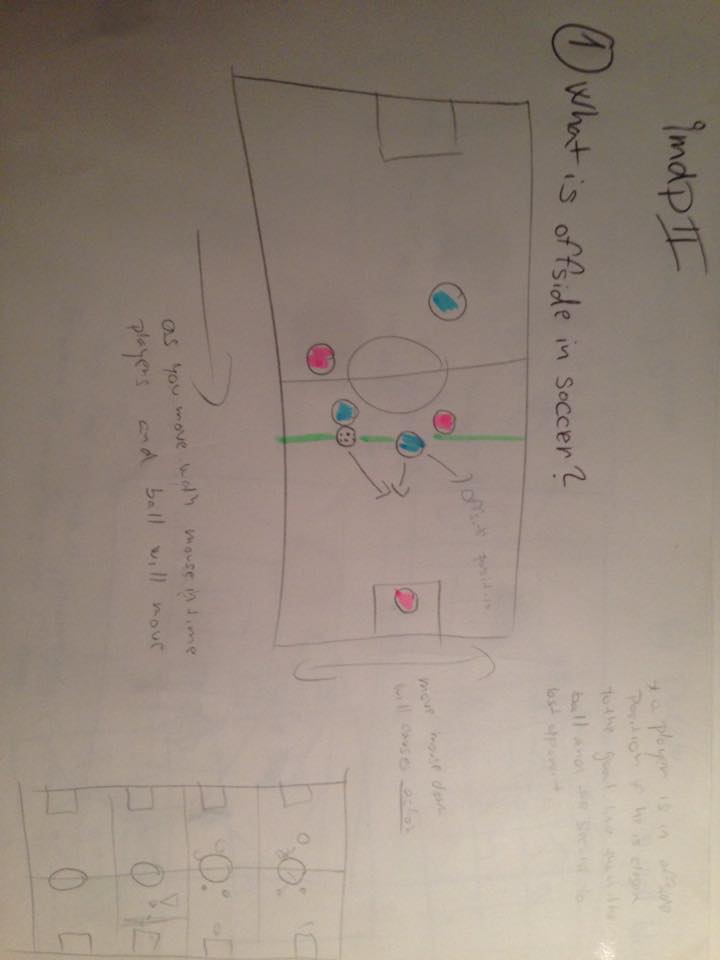 9mdp II
① What is offside in soccer?
offside position
as you move with mouse in time
players and ball will move
move mouse down
will causes action
* a player is in offside
position if he is closer
to the goal line than the
ball and the second to
last opponent